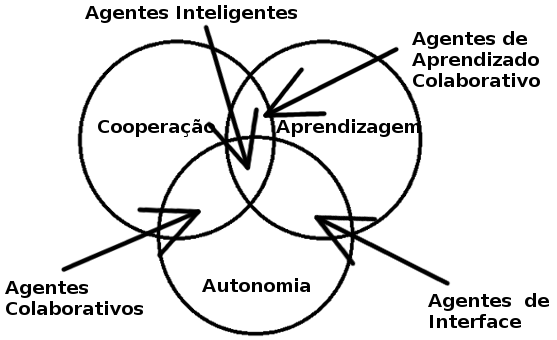 Agentes Inteligentes
Agentes de
Aprendizado
Colaborativo
Cooperação
Aprendizagem
Agentes
Colaborativos
Autonomia
Agentes de
Interface